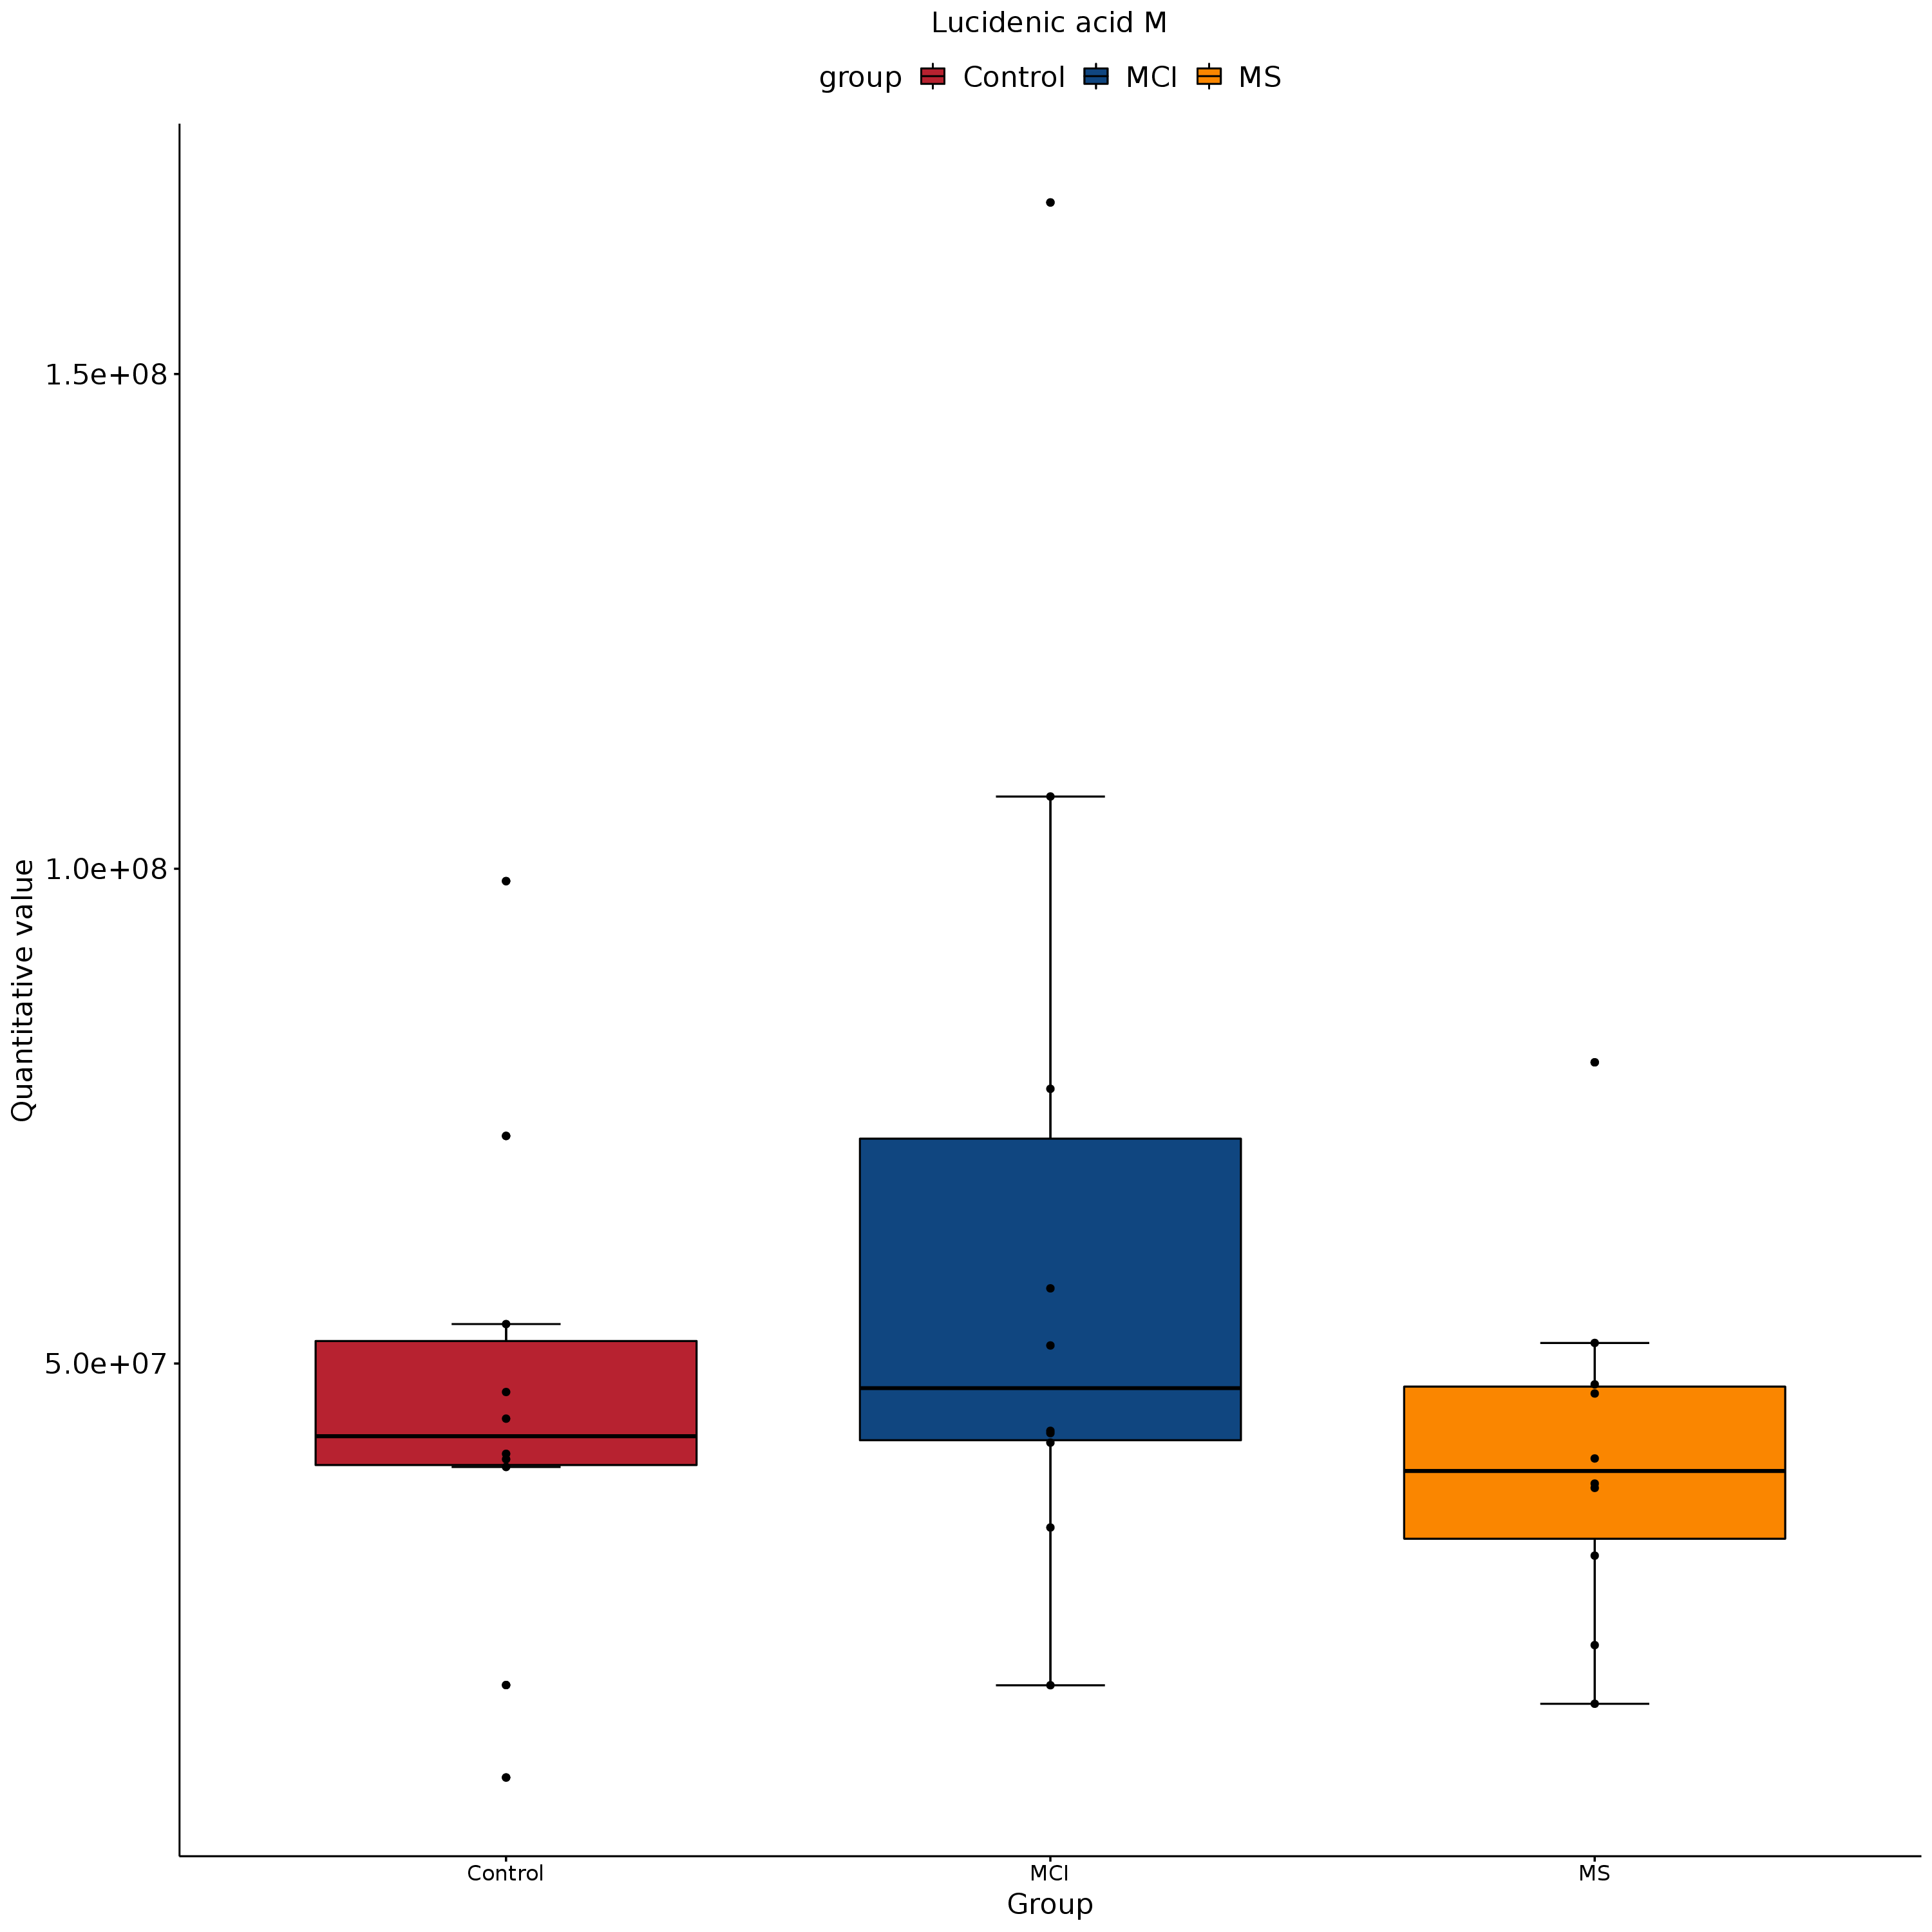 Lucidenic acid M
group Control MCI MS
1.5e+08
1.0e+08
5.0e+07
Quantitative value
Control MCI MS
Group